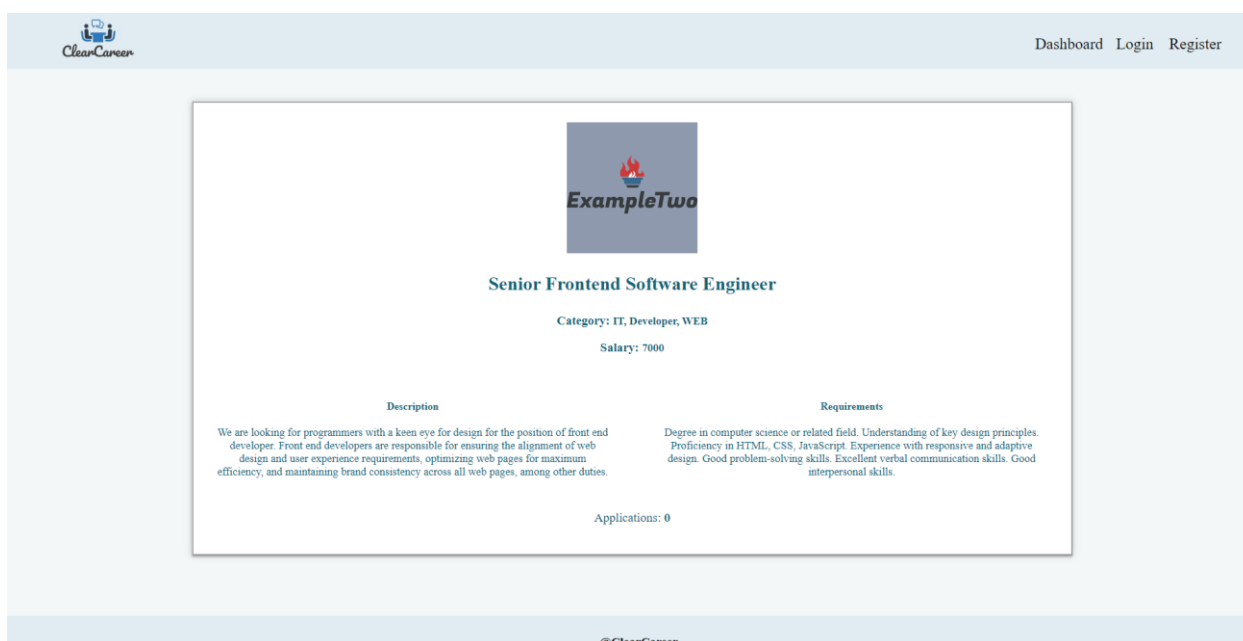 ClearCareer
Dashboard Login Register
ExampleTwo
Senior Frontend Software Engineer
Category: IT, Developer, WEB
Salary: 7000
Description
We are looking for programmers with a keen eye for design for the position of front end
developer. Front end developers are responsible for ensuring the alignment of web
design and user experience requirements, optimizing web pages for maximum
efficiency, and maintaining brand consistency across all web pages, among other duties.
Requirements
Degree in computer science or related field. Understanding of key design principles.
Proficiency in HTML, CSS, JavaScript. Experience with responsive and adaptive
design. Good problem-solving skills. Excellent verbal communication skills. Good
interpersonal skills.
Applications: 0
@ClearCareer